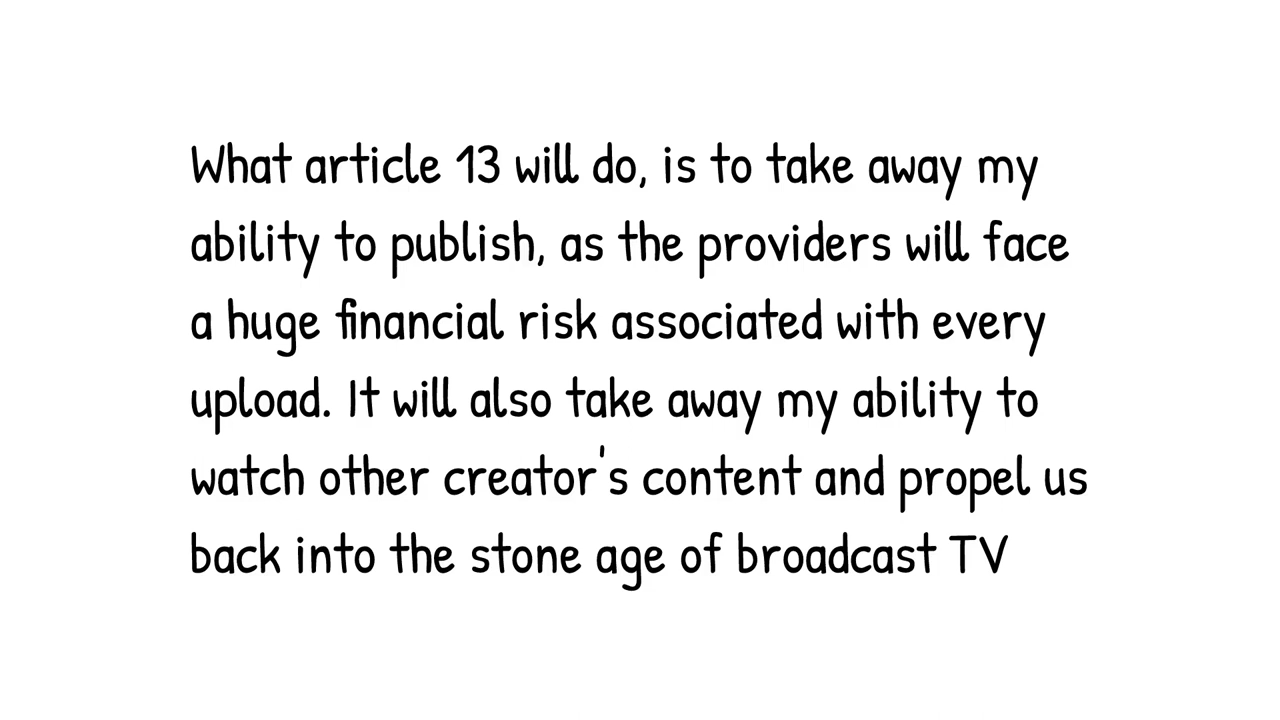 What article 13 will do, is to take away my
ability to publish, as the providers will face
a huge financial risk associated with every
upload. It will also take away my ability to
watch other creator's content and propel us
back into the stone age of broadcast TV